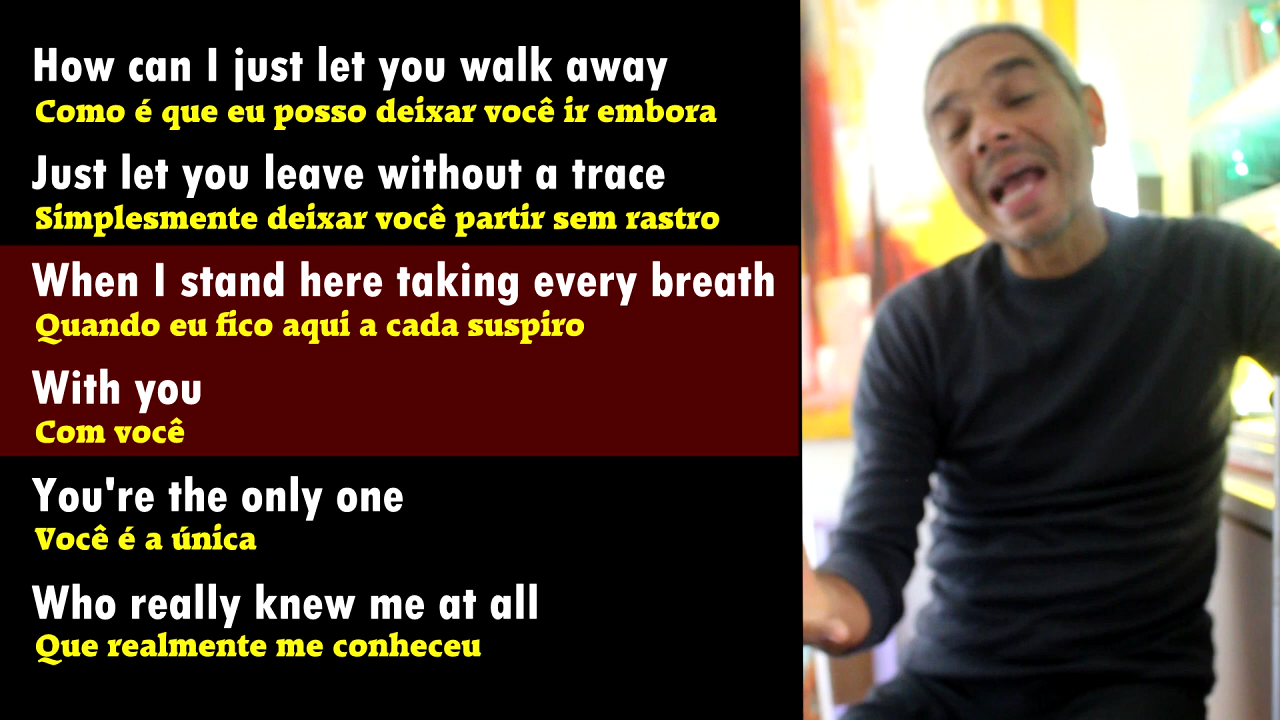 How can I just let you walk away
Como é que eu posso deixar você ir embora
Just let you leave without a trace
Simplesmente deixar você partir sem rastro
When I stand here taking every breath
Quando eu fico aqui a cada suspiro
With you
Com você
You're the only one
Você é a única
Who really knew me at all
Que realmente me conheceu